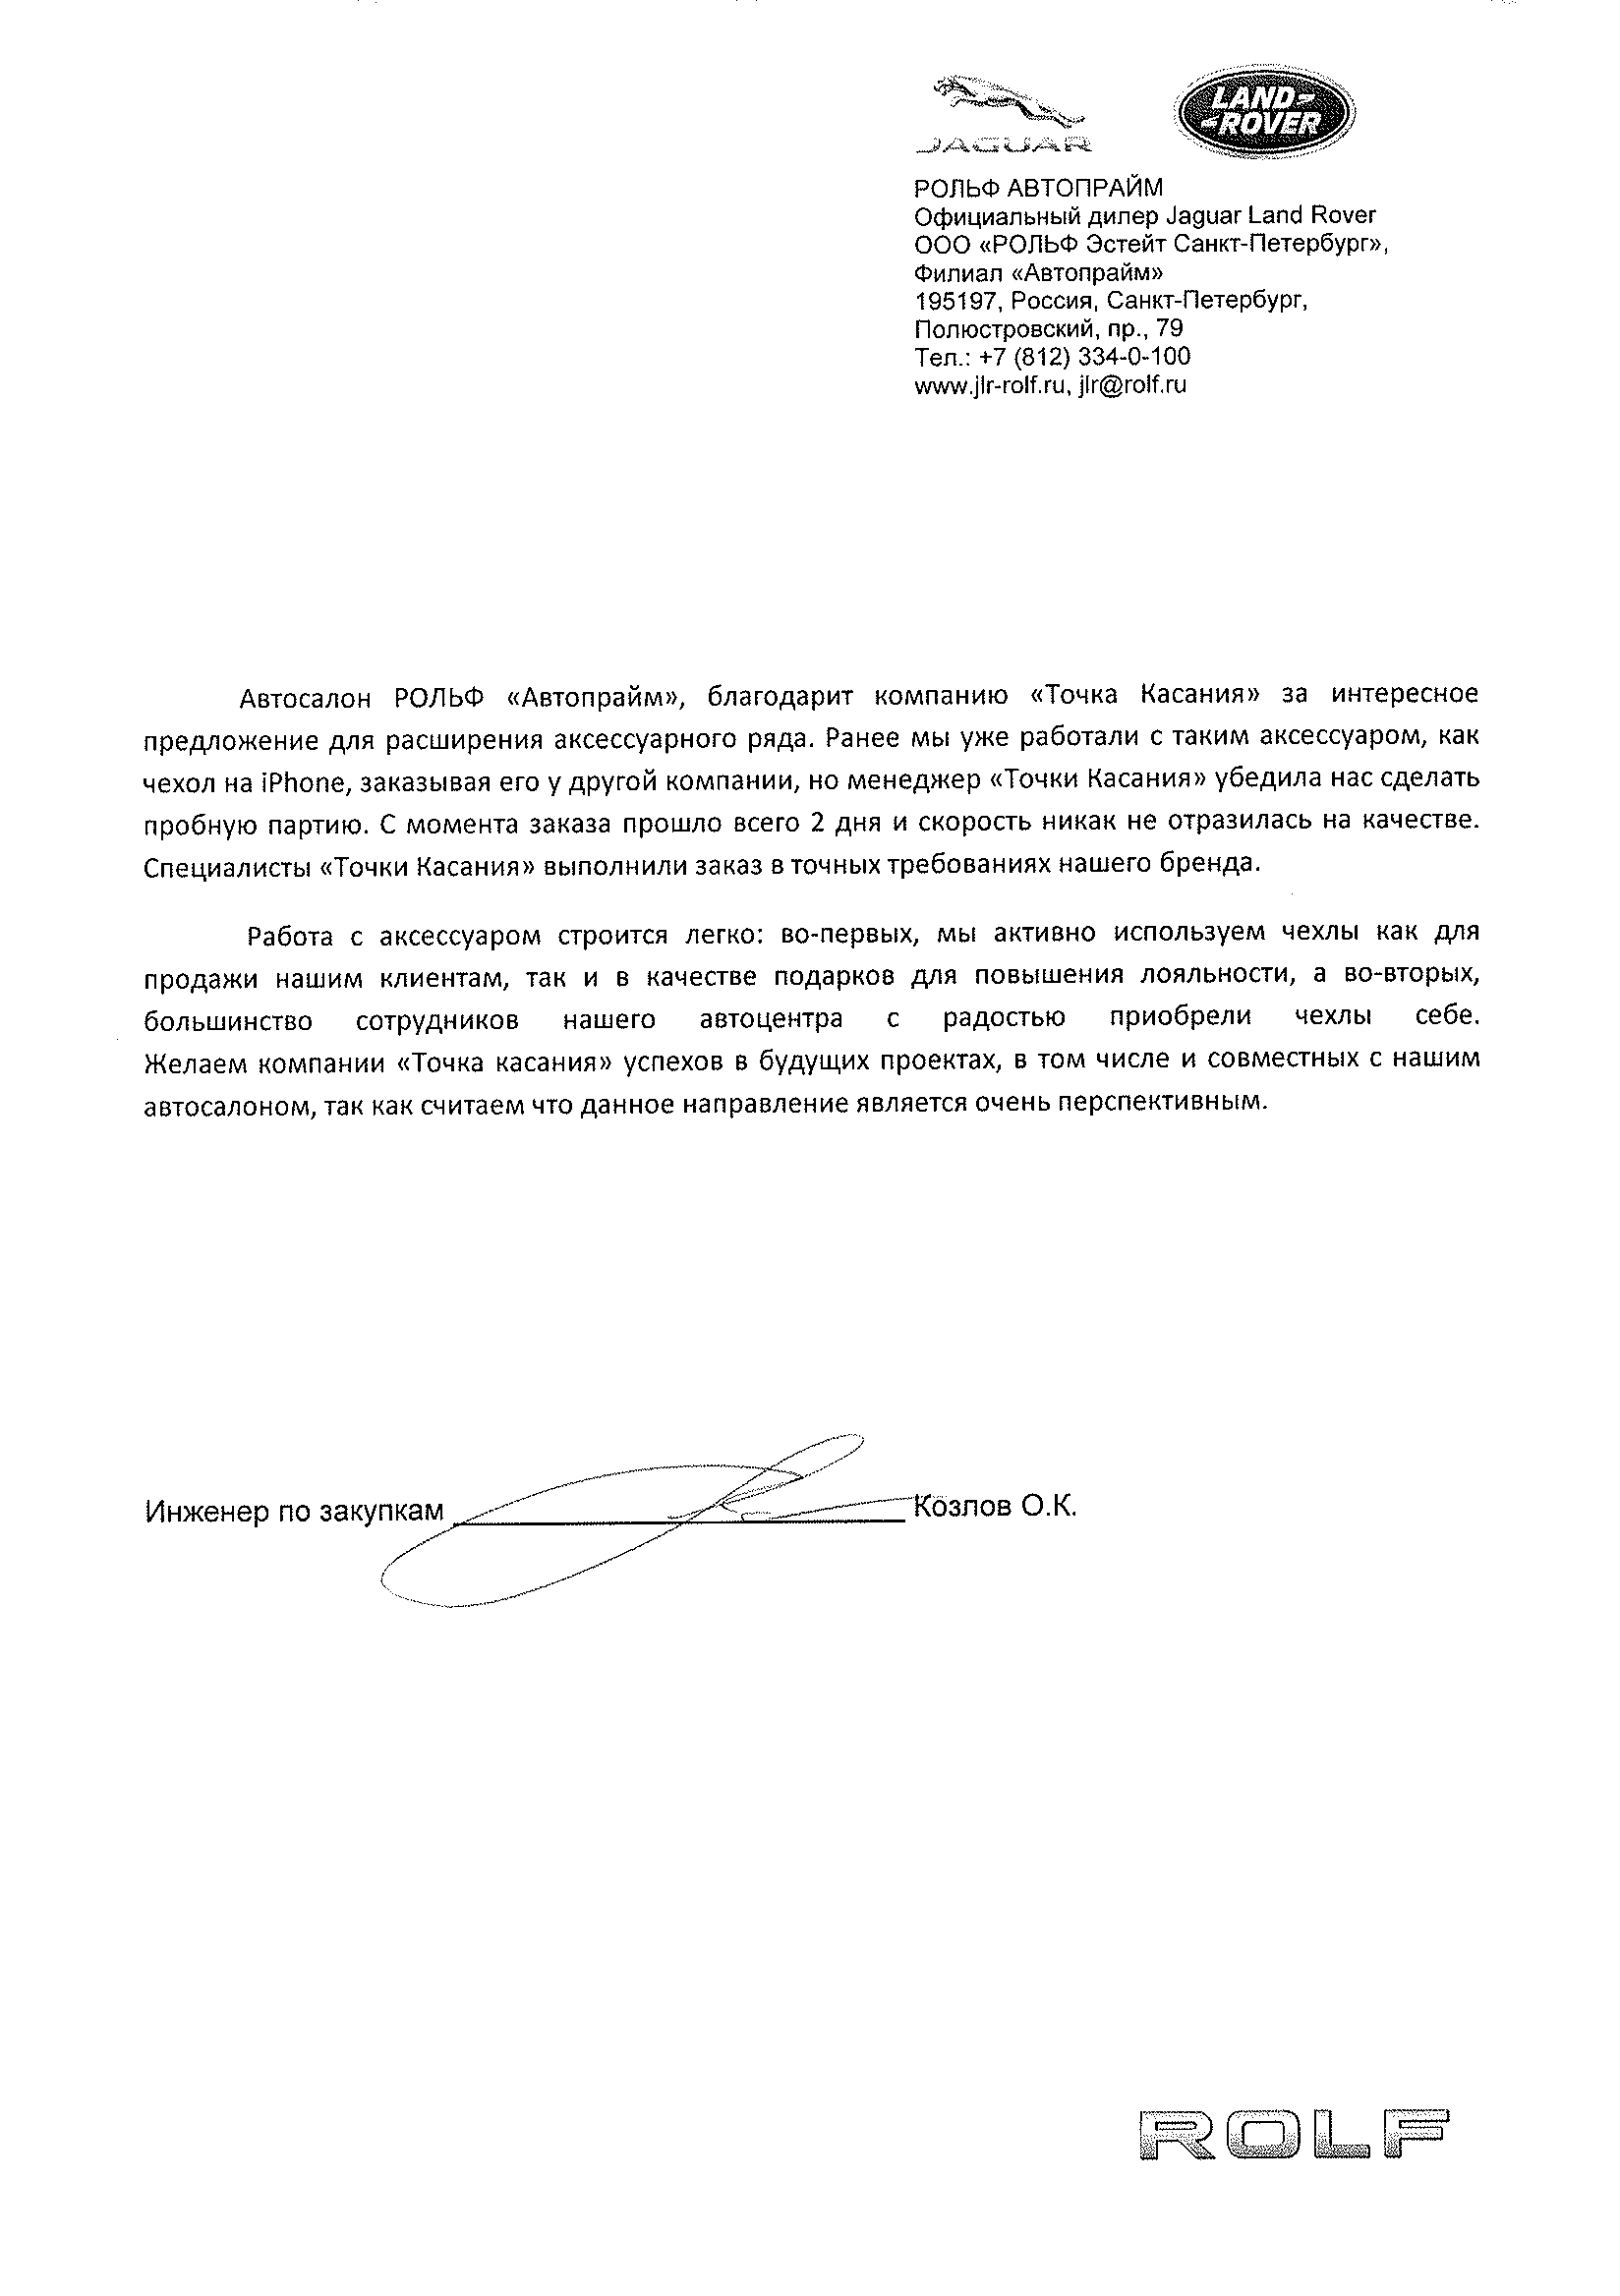 JAGUAR
LAND-
-ROVER
РОЛЬФ АВТОПРАЙМ
Официальный дилер Jaguar Land Rover
ООО «РОЛЬФ Эстейт Санкт-Петербург»,
Филиал «Автопрайм»
195197, Россия, Санкт-Петербург,
Полюстровский, пр., 79
Тел.: +7 (812) 334-0-100
www.jlr-rolf.ru, jlr@rolf.ru
Автосалон РОЛЬФ «Автопрайм», благодарит компанию «Точка Касания» за интересное
предложение для расширения аксессуарного ряда. Ранее мы уже работали с таким аксессуаром, как
чехол на iPhone, заказывая его у другой компании, но менеджер «Точки Касания» убедила нас сделать
пробную партию. С момента заказа прошло всего 2 дня и скорость никак не отразилась на качестве.
Специалисты «Точки Касания» выполнили заказ в точных требованиях нашего бренда.
Работа с аксессуаром строится легко: во-первых, мы активно используем чехлы как для
продажи нашим клиентам, так и в качестве подарков для повышения лояльности, а во-вторых,
большинство сотрудников нашего автоцентра с радостью приобрели чехлы себе.
Желаем компании «Точка касания» успехов в будущих проектах, в том числе и совместных с нашим
автосалоном, так как считаем что данное направление является очень перспективным.
Инженер по закупкам Козлов О.К.
ROLF